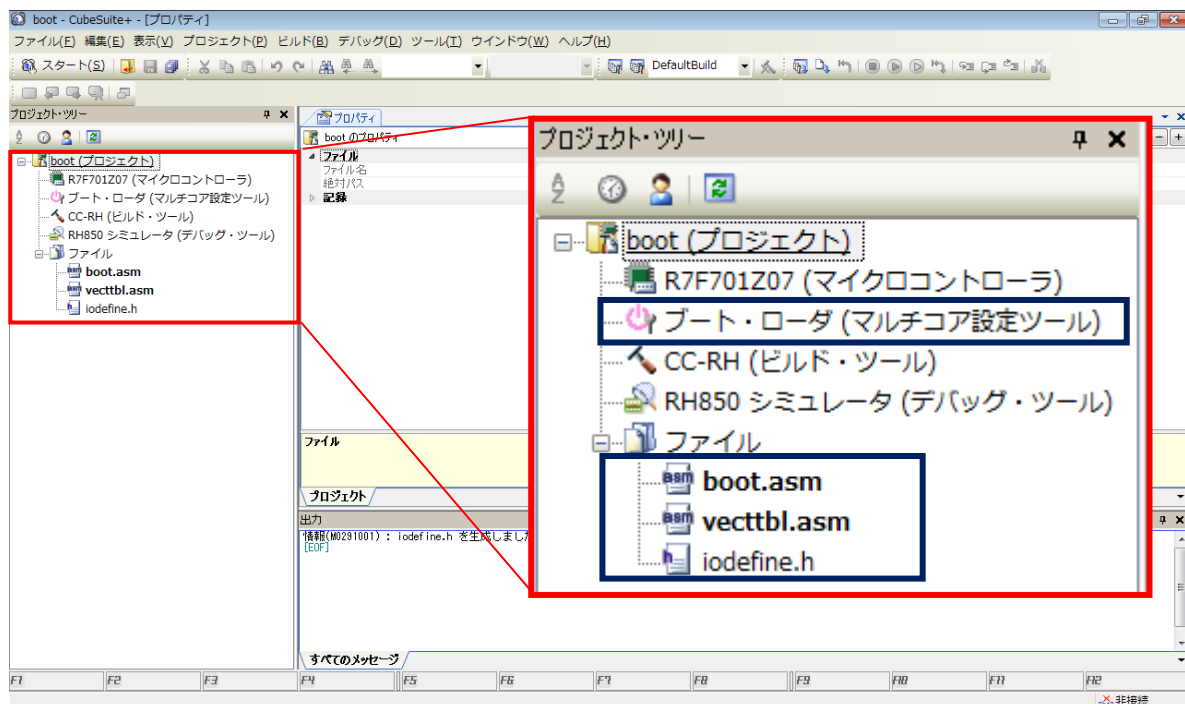 boot - CubeSuite+ - [プロパティ]
ファイル(F) 編集(E) 表示(V) プロジェクト(P) ビルド(B) デバッグ(D) ツール(T) ウインドウ(W) ヘルプ(H)
スタート(S)
DefaultBuild
プロジェクト・ツリー
boot (プロジェクト)
R7F701Z07 (マイクロコントローラ)
ブート・ローダ (マルチコア設定ツール)
CC-RH (ビルド・ツール)
RH850 シミュレータ (デバッグ・ツール)
ファイル
boot.asm
vecttbl.asm
iodefine.h
プロパティ
boot のプロパティ
ファイル
ファイル名
絶対パス
記録
ファイル
プロジェクト
出力
情報(M0291001) : iodefine.h を生成しました
[EOF]
すべてのメッセージ
プロジェクト・ツリー
boot (プロジェクト)
R7F701Z07 (マイクロコントローラ)
ブート・ローダ (マルチコア設定ツール)
CC-RH (ビルド・ツール)
RH850 シミュレータ (デバッグ・ツール)
ファイル
boot.asm
vecttbl.asm
iodefine.h
F1 F2 F3 F4 F5 F6 F7 F8 F9 F10 F11 F12
非接続